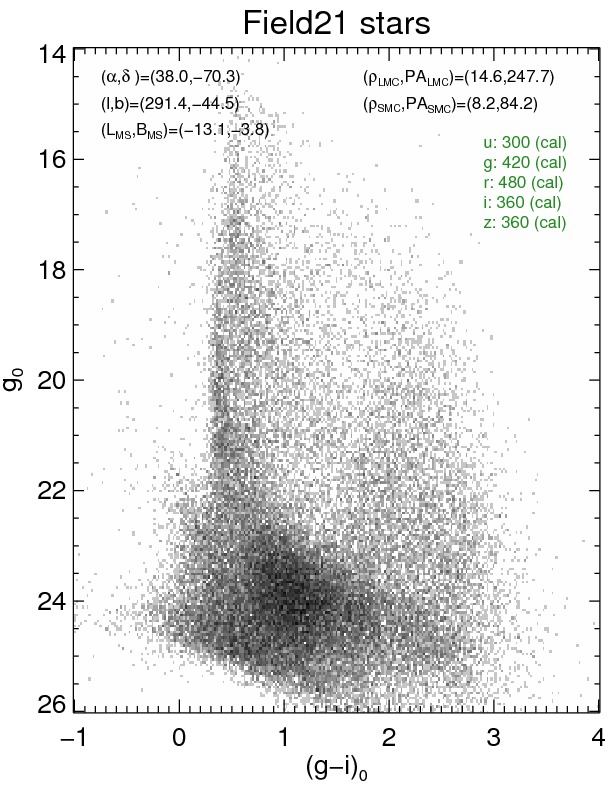 Field21 stars
(α,δ )=(38.0,−70.3)
(ρLMC,PALMC)=(14.6,247.7)
(l,b)=(291.4,−44.5)
(ρSMC,PASMC)=(8.2,84.2)
(LMS,BMS)=(−13.1,−3.8)
u: 300 (cal)
g: 420 (cal)
r: 480 (cal)
i: 360 (cal)
z: 360 (cal)
14
16
18
20
22
24
26
g0
−1 0 1 2 3 4
(g−i)0